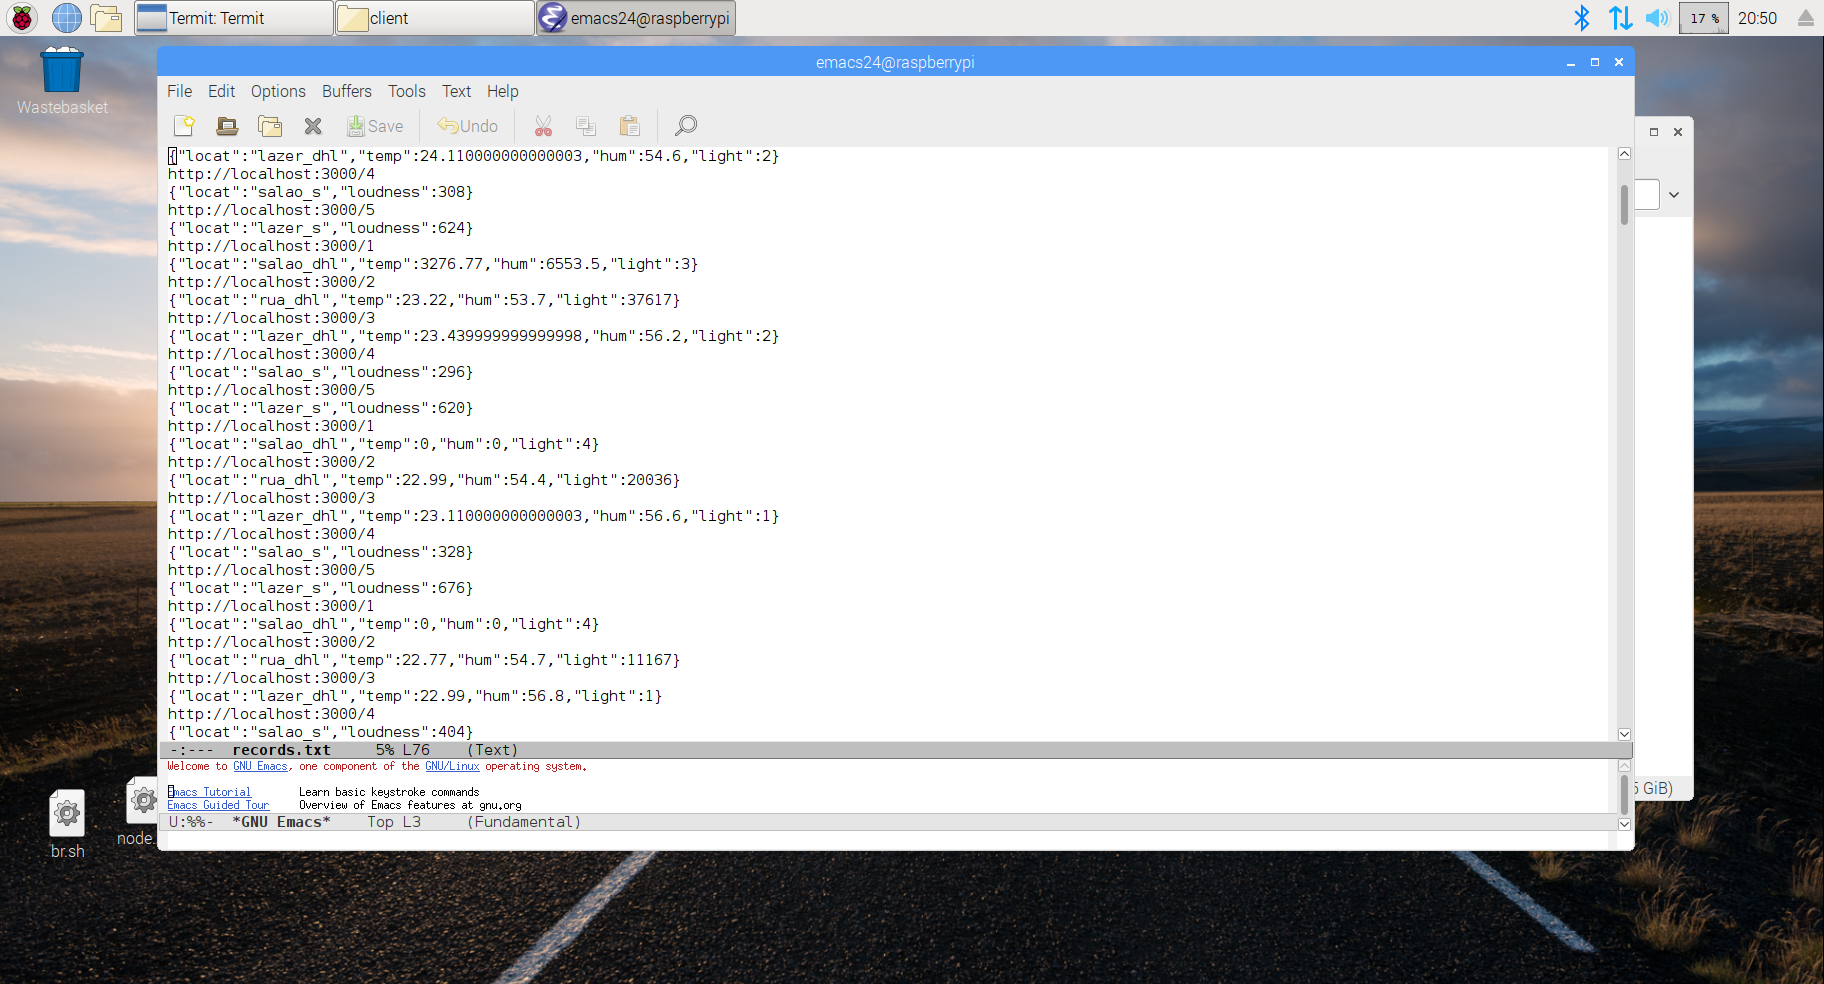 Termit: Termit
client
emacs24@raspberrypi
17 %
20:50
Wastebasket
emacs24@raspberrypi
File Edit Options Buffers Tools Text Help
Save Undo
{"locat":"lazer_dhl","temp":24.110000000000003,"hum":54.6,"light":2}
http://localhost:3000/4
{"locat":"salao_s","loudness":308}
http://localhost:3000/5
{"locat":"lazer_s","loudness":624}
http://localhost:3000/1
{"locat":"salao_dhl","temp":3276.77,"hum":6553.5,"light":3}
http://localhost:3000/2
{"locat":"rua_dhl","temp":23.22,"hum":53.7,"light":37617}
http://localhost:3000/3
{"locat":"lazer_dhl","temp":23.439999999999998,"hum":56.2,"light":2}
http://localhost:3000/4
{"locat":"salao_s","loudness":296}
http://localhost:3000/5
{"locat":"lazer_s","loudness":620}
http://localhost:3000/1
{"locat":"salao_dhl","temp":0,"hum":0,"light":4}
http://localhost:3000/2
{"locat":"rua_dhl","temp":22.99,"hum":54.4,"light":20036}
http://localhost:3000/3
{"locat":"lazer_dhl","temp":23.110000000000003,"hum":56.6,"light":1}
http://localhost:3000/4
{"locat":"salao_s","loudness":328}
http://localhost:3000/5
{"locat":"lazer_s","loudness":676}
http://localhost:3000/1
{"locat":"salao_dhl","temp":0,"hum":0,"light":4}
http://localhost:3000/2
{"locat":"rua_dhl","temp":22.77,"hum":54.7,"light":11167}
http://localhost:3000/3
{"locat":"lazer_dhl","temp":22.99,"hum":56.8,"light":1}
http://localhost:3000/4
{"locat":"salao_s","loudness":404}
-:--- records.txt 5% L76 (Text)
Welcome to GNU Emacs, one component of the GNU/Linux operating system.
Emacs Tutorial Learn basic keystroke commands
Emacs Guided Tour Overview of Emacs features at gnu.org
U:%%- *GNU Emacs* Top L3 (Fundamental)
GiB)
br.sh
node.